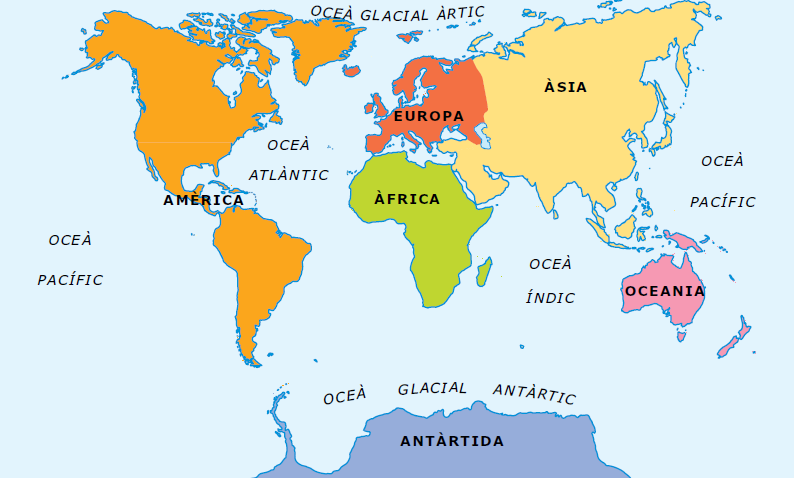 OCEÀ GLACIAL ÀRTIC
ÀSIA
EUROPA
OCEÀ
ATLÀNTIC
OCEÀ
PACÍFIC
AMÈRICA
ÀFRICA
OCEÀ
PACÍFIC
OCEÀ
ÍNDIC
OCEANIA
OCEÀ GLACIAL ANTÀRTIC
ANTÀRTIDA